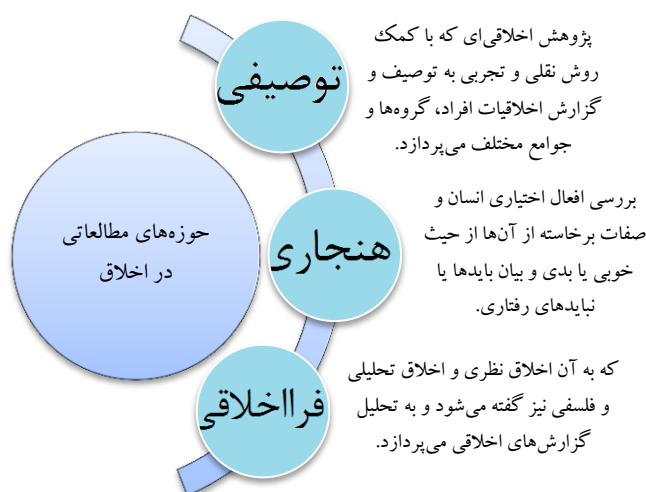 حوزه‌های مطالعاتی
در اخلاق
توصیفی
پژوهش اخلاقی‌ای که با کمک
روش نقلی و تجربی به توصیف و
گزارش اخلاقیات افراد، گروه‌ها و
جوامع مختلف می‌پردازد.
هنجاری
بررسی افعال اختیاری انسان و
صفات برخاسته از آن‌ها از حیث
خوبی یا بدی و بیان بایدها یا
نبایدهای رفتاری.
فرااخلاقی
که به آن اخلاق نظری و اخلاق تحلیلی
و فلسفی نیز گفته می‌شود و به تحلیل
گزارش‌های اخلاقی می‌پردازد.